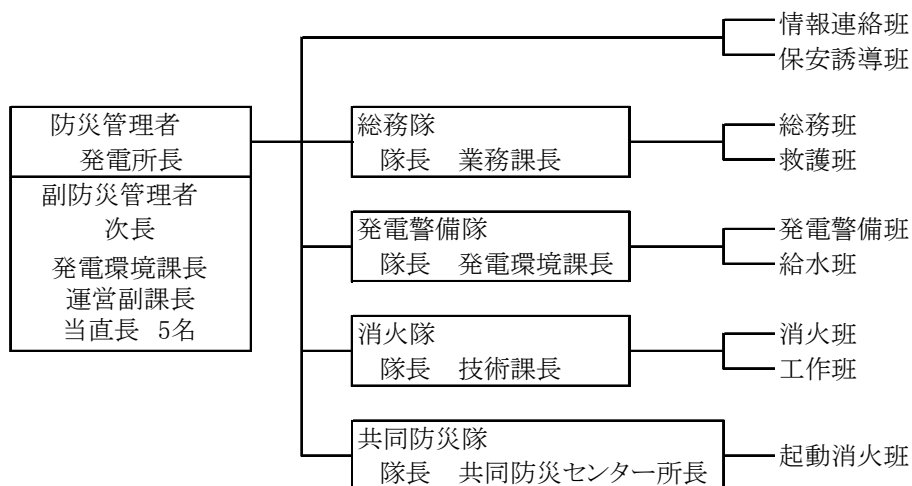 情報連絡班
保安誘導班
防災管理者
発電所長
副防災管理者
次長
発電環境課長
運営副課長
当直長 5名
総務隊
隊長 業務課長
総務班
救護班
発電警備隊
隊長 発電環境課長
発電警備班
給水班
消火隊
隊長 技術課長
消火班
工作班
共同防災隊
隊長 共同防災センター所長
起動消火班